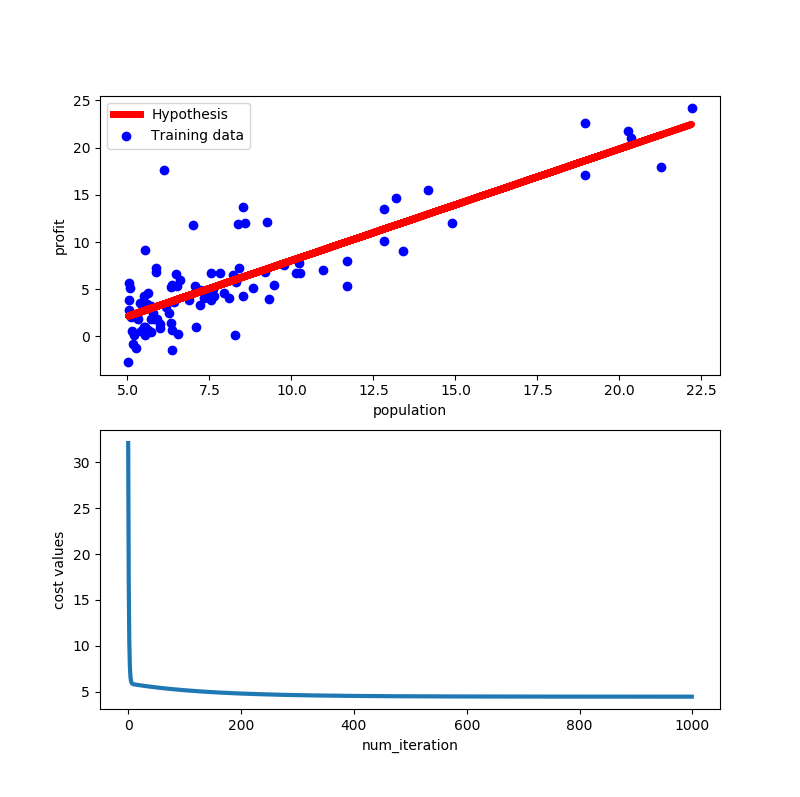 25
20
15
10
5
0
profit
Hypothesis
Training data
5.0 7.5 10.0 12.5 15.0 17.5 20.0 22.5
population
30
25
20
15
10
5
cost values
0 200 400 600 800 1000
num_iteration